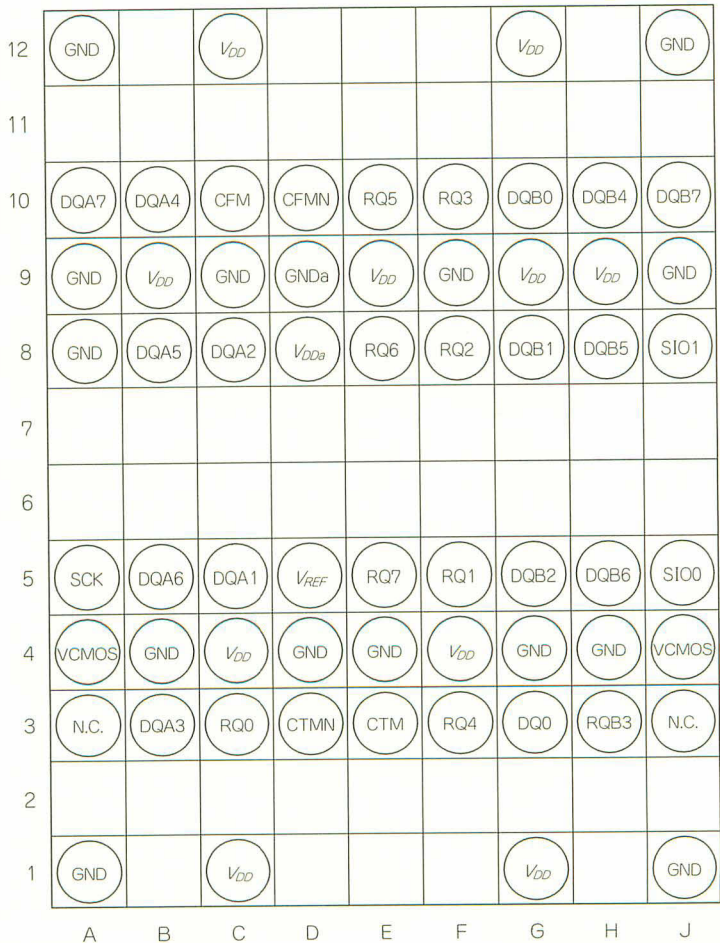 12 GND VDD VDD GND
11
10 DQA7 DQA4 CFM CFMN RQ5 RQ3 DQB0 DQB4 DQB7
9 GND VDD GND GNDa VDD GND VDD VDD GND
8 GND DQA5 DQA2 VDDa RQ6 RQ2 DQB1 DQB5 SIO1
7
6
5 SCK DQA6 DQA1 VREF RQ7 RQ1 DQB2 DQB6 SIO0
4 VCMOS GND VDD GND GND VDD GND GND VCMOS
3 N.C. DQA3 RQ0 CTMN CTM RQ4 DQ0 RQB3 N.C.
2
1 GND VDD VDD GND
A B C D E F G H J